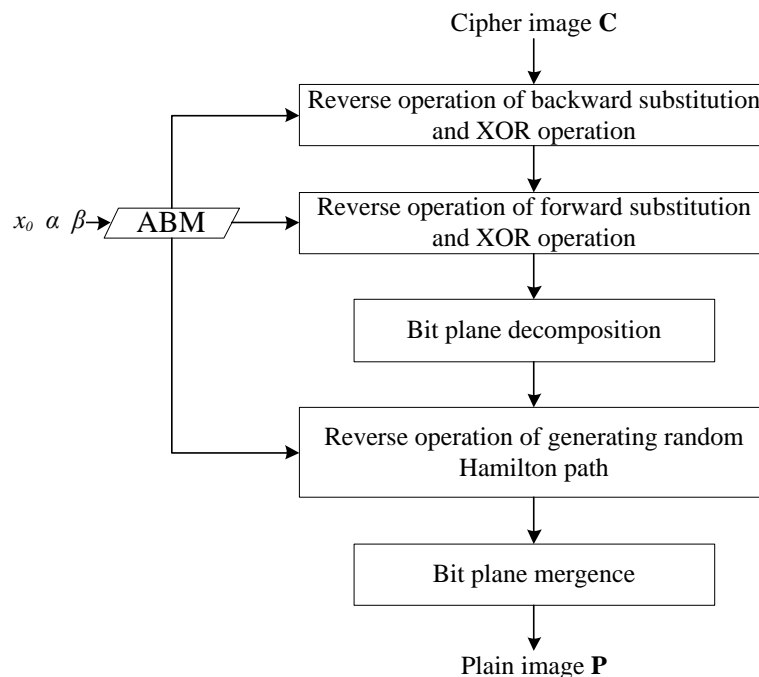 Cipher image C
Reverse operation of backward substitution
and XOR operation
x₀ α β
ABM
Reverse operation of forward substitution
and XOR operation
Bit plane decomposition
Reverse operation of generating random
Hamilton path
Bit plane mergence
Plain image P